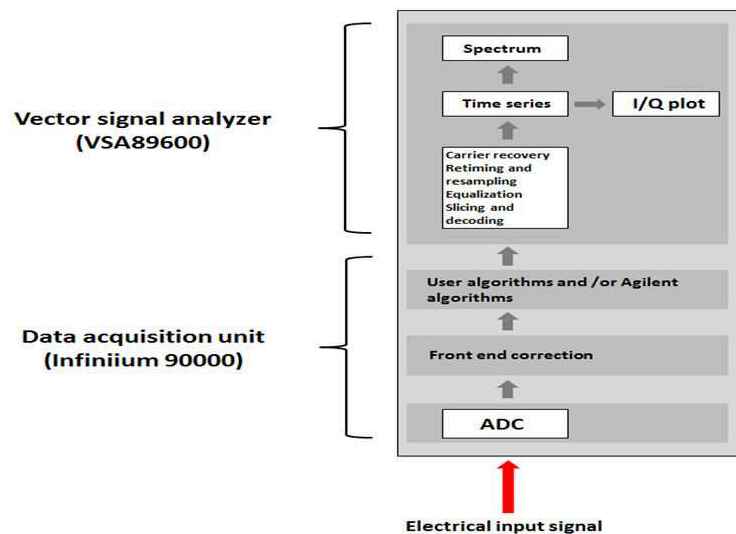 Spectrum
Time series
I/Q plot
Vector signal analyzer
(VSA89600)
Carrier recovery
Retiming and
resampling
Equalization
Slicing and
decoding
User algorithms and /or Agilent
algorithms
Data acquisition unit
(Infiniium 90000)
Front end correction
ADC
Electrical input signal